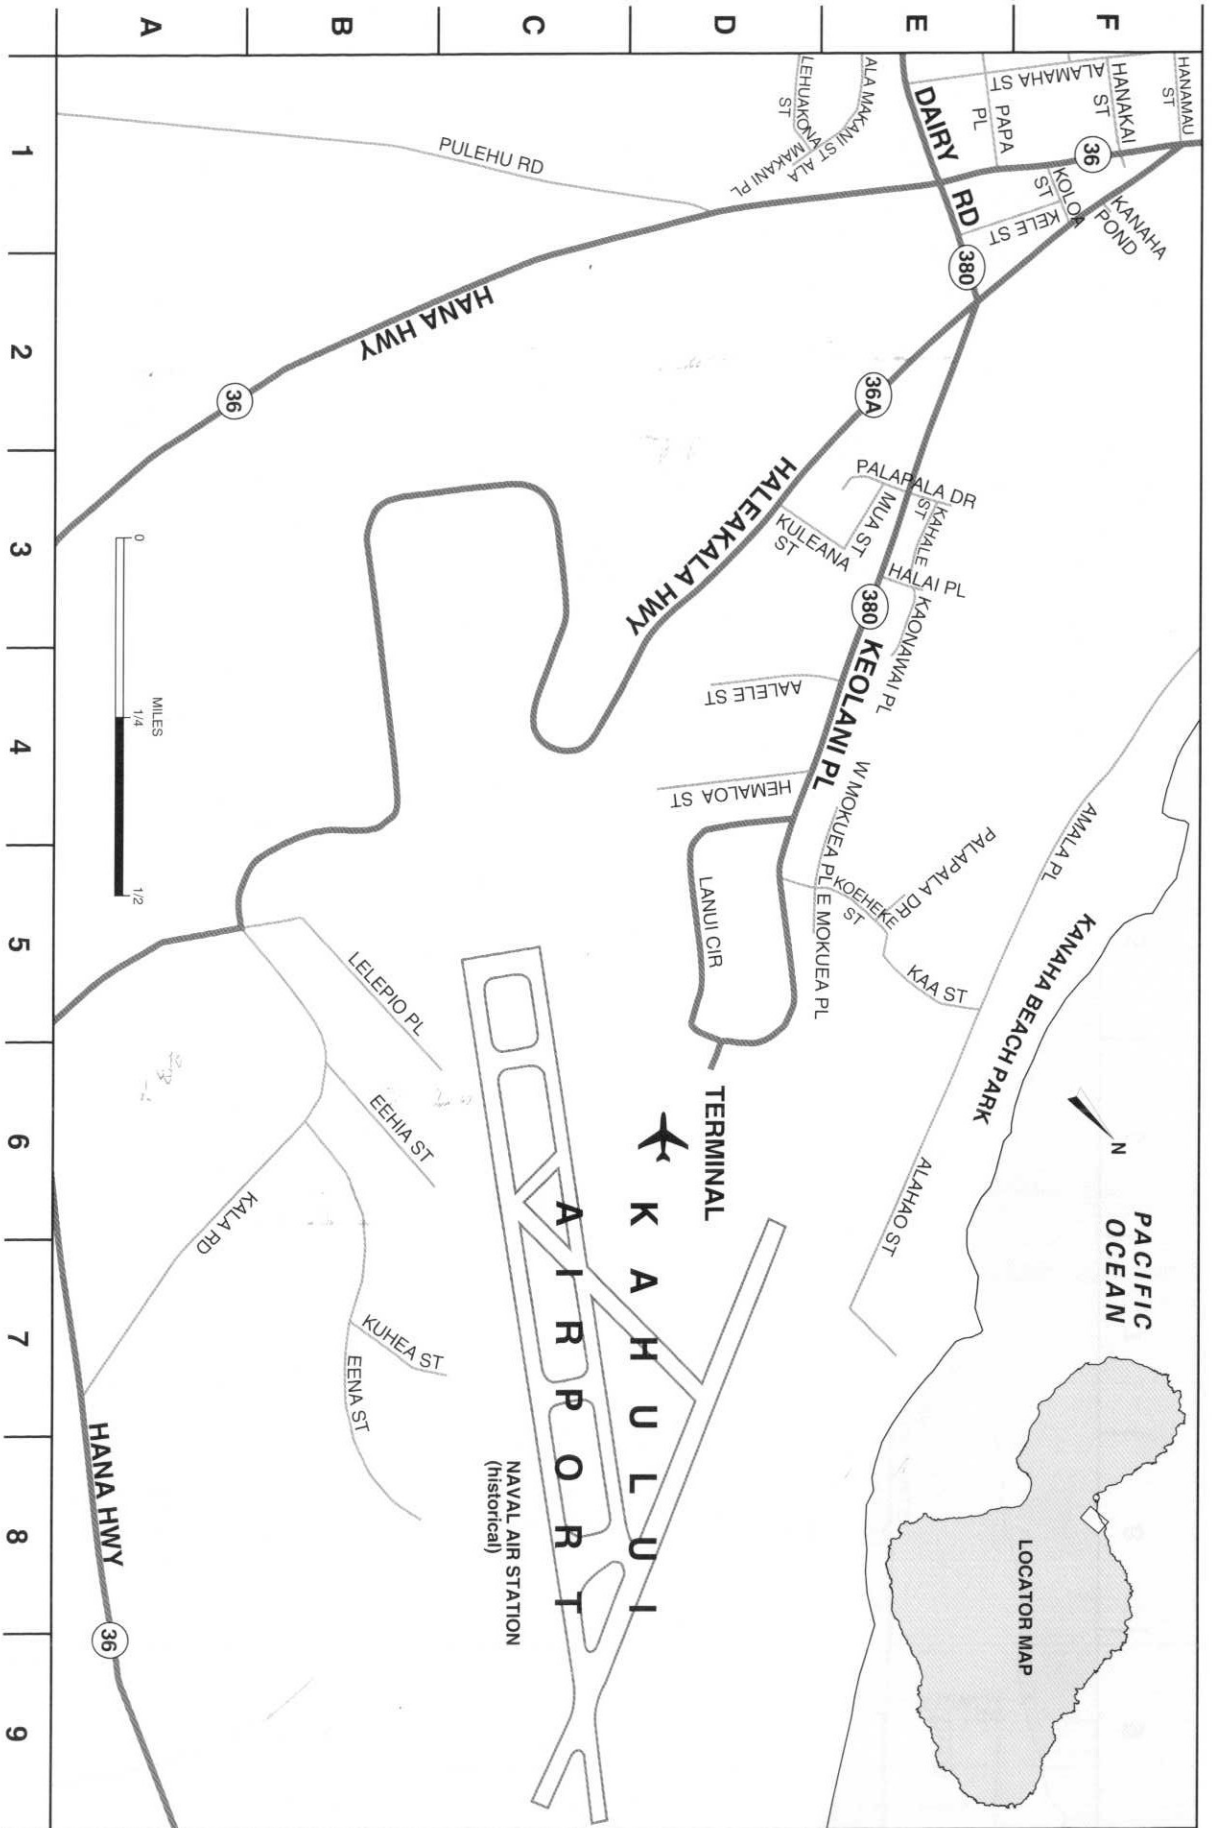 A
B
C
D
E
F
1
2
3
4
5
6
7
8
9
HANAMAU
ST
HANAKAI
ST
ALAMAHA ST
PAPA
PL
DAIRY RD
ALA MAKANI ST
LEHUAKONA
ST
ALA
MAKANI PL
PULEHU RD
36
KOLOA
ST
KELE ST
KANAHA
POND
380
HANA HWY
36
36A
HALEAKALA HWY
PALAPALA DR
MUA ST
KULEANA
ST
KAHALE
ST
HALAI PL
KAONAWAI PL
380
KEOLANI PL
AALELE ST
HEMALOA ST
W MOKUEA PL
E MOKUEA PL
KOEHEKE
ST
PALAPALA DR
KAA ST
AMALA PL
KANAHA BEACH PARK
ALAHAO ST
LANUI CIR
TERMINAL
KAHULUI
AIRPORT
NAVAL AIR STATION
(historical)
LELEPIO PL
EEHIA ST
KALA RD
KUHEA ST
EENA ST
HANA HWY
36
0
1/4
1/2
MILES
N
PACIFIC
OCEAN
LOCATOR MAP